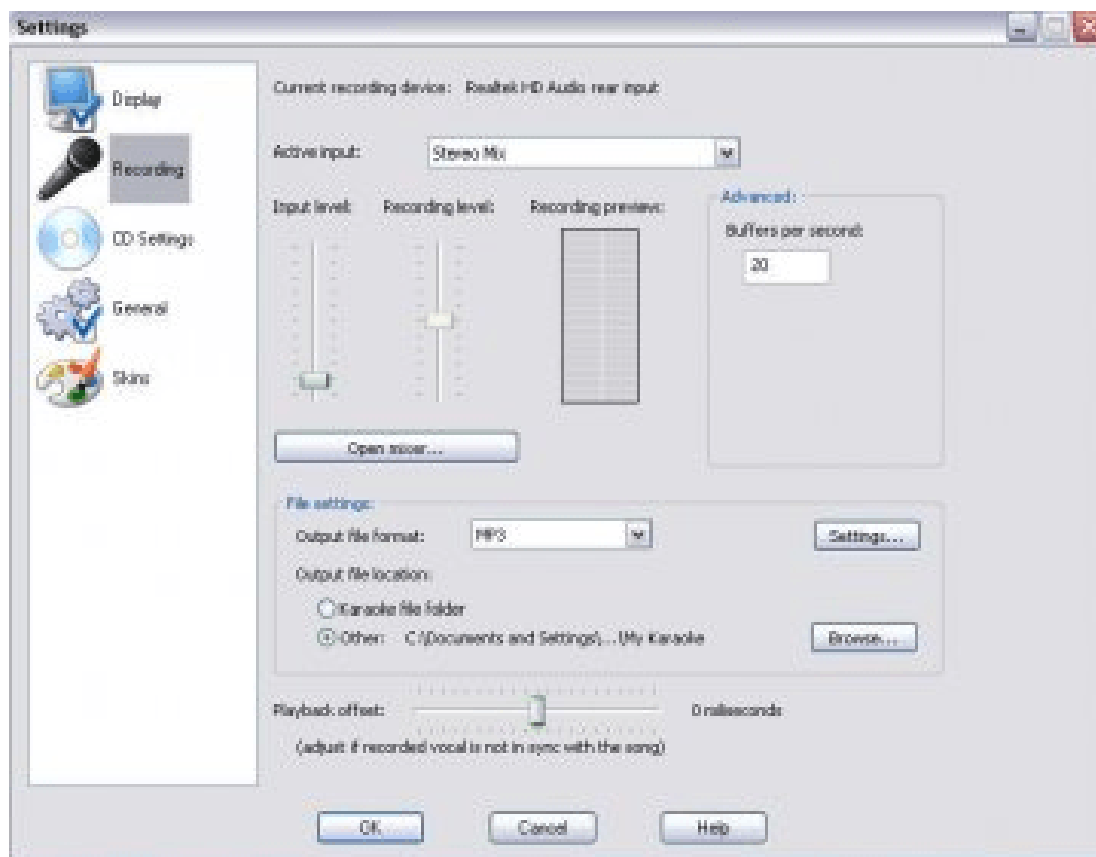 Settings
Display
Recording
CD Settings
General
Skins
Current recording device: Realtek HD Audio rear input
Active input: Stereo Mix
Input level: Recording level: Recording preview:
Advanced:
Buffers per second:
20
Open mixer...
File settings:
Output file format: MP3 Settings...
Output file location:
Karaoke file folder
Other: C:\Documents and Settings\...\My Karaoke Browse...
Playback offset: 0 miliseconds
(adjust if recorded vocal is not in sync with the song)
OK Cancel Help